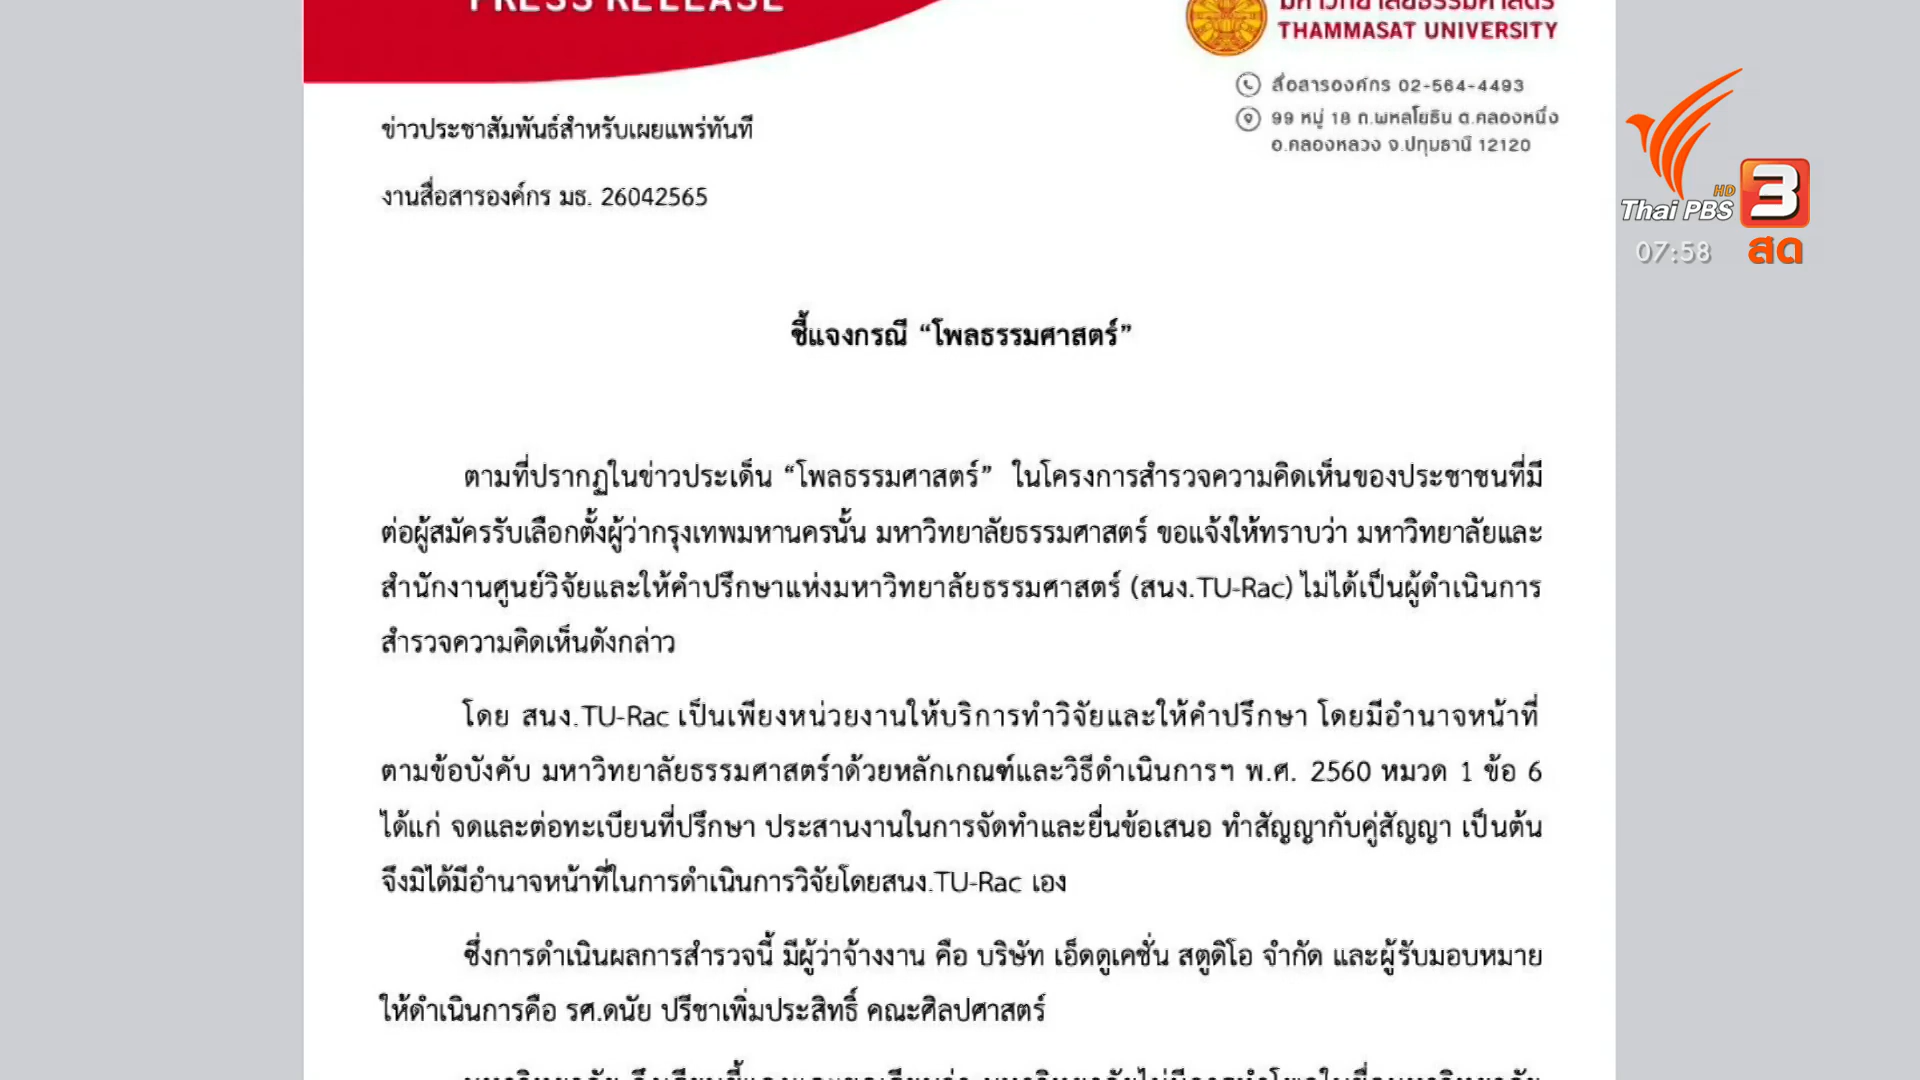 PRESS RELEASE
มหาวิทยาลัยธรรมศาสตร์
THAMMASAT UNIVERSITY
สื่อสารองค์กร 02-564-4493
99 หมู่ 18 ถ.พหลโยธิน ต.คลองหนึ่ง
อ.คลองหลวง จ.ปทุมธานี 12120
Thai PBS HD 3
07:58 สด
ข่าวประชาสัมพันธ์สำหรับเผยแพร่ทันที
งานสื่อสารองค์กร มธ. 26042565
ชี้แจงกรณี “โพลธรรมศาสตร์”
ตามที่ปรากฏในข่าวประเด็น “โพลธรรมศาสตร์” ในโครงการสำรวจความคิดเห็นของประชาชนที่มี
ต่อผู้สมัครรับเลือกตั้งผู้ว่ากรุงเทพมหานครนั้น มหาวิทยาลัยธรรมศาสตร์ ขอแจ้งให้ทราบว่า มหาวิทยาลัยและ
สำนักงานศูนย์วิจัยและให้คำปรึกษาแห่งมหาวิทยาลัยธรรมศาสตร์ (สนง.TU-Rac) ไม่ได้เป็นผู้ดำเนินการ
สำรวจความคิดเห็นดังกล่าว
โดย สนง.TU-Rac เป็นเพียงหน่วยงานให้บริการทำวิจัยและให้คำปรึกษา โดยมีอำนาจหน้าที่
ตามข้อบังคับ มหาวิทยาลัยธรรมศาสตร์าด้วยหลักเกณฑ์และวิธีดำเนินการฯ พ.ศ. 2560 หมวด 1 ข้อ 6
ได้แก่ จดและต่อทะเบียนที่ปรึกษา ประสานงานในการจัดทำและยื่นข้อเสนอ ทำสัญญากับคู่สัญญา เป็นต้น
จึงมิได้มีอำนาจหน้าที่ในการดำเนินการวิจัยโดยสนง.TU-Rac เอง
ซึ่งการดำเนินผลการสำรวจนี้ มีผู้ว่าจ้างงาน คือ บริษัท เอ็ดดูเคชั่น สตูดิโอ จำกัด และผู้รับมอบหมาย
ให้ดำเนินการคือ รศ.ดนัย ปรีชาเพิ่มประสิทธิ์ คณะศิลปศาสตร์